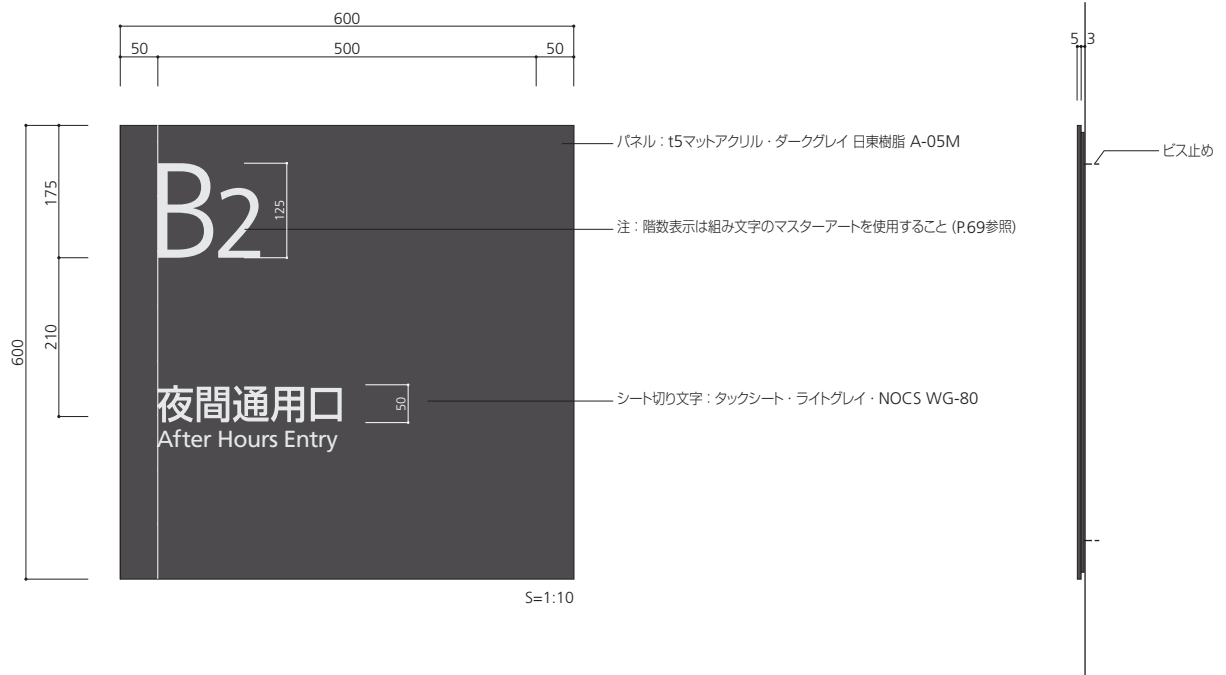 600
50 500 50
5 3
パネル：t5マットアクリル・ダークグレイ 日東樹脂 A-05M
ビス止め
175
B2
125
注：階数表示は組み文字のマスターアートを使用すること (P.69参照)
210
600
夜間通用口
50
シート切り文字：タックシート・ライトグレイ・NOCS WG-80
After Hours Entry
S=1:10